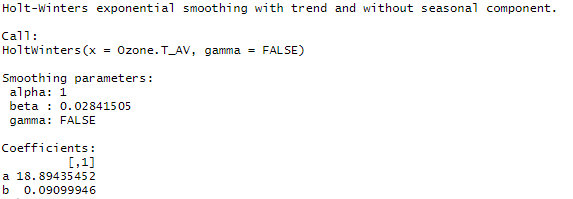 Holt-Winters exponential smoothing with trend and without seasonal component.
Call:
HoltWinters(x = Ozone.T_AV, gamma = FALSE)
Smoothing parameters:
alpha: 1
beta : 0.02841505
gamma: FALSE
Coefficients:
[,1]
a 18.89435452
b 0.09099946